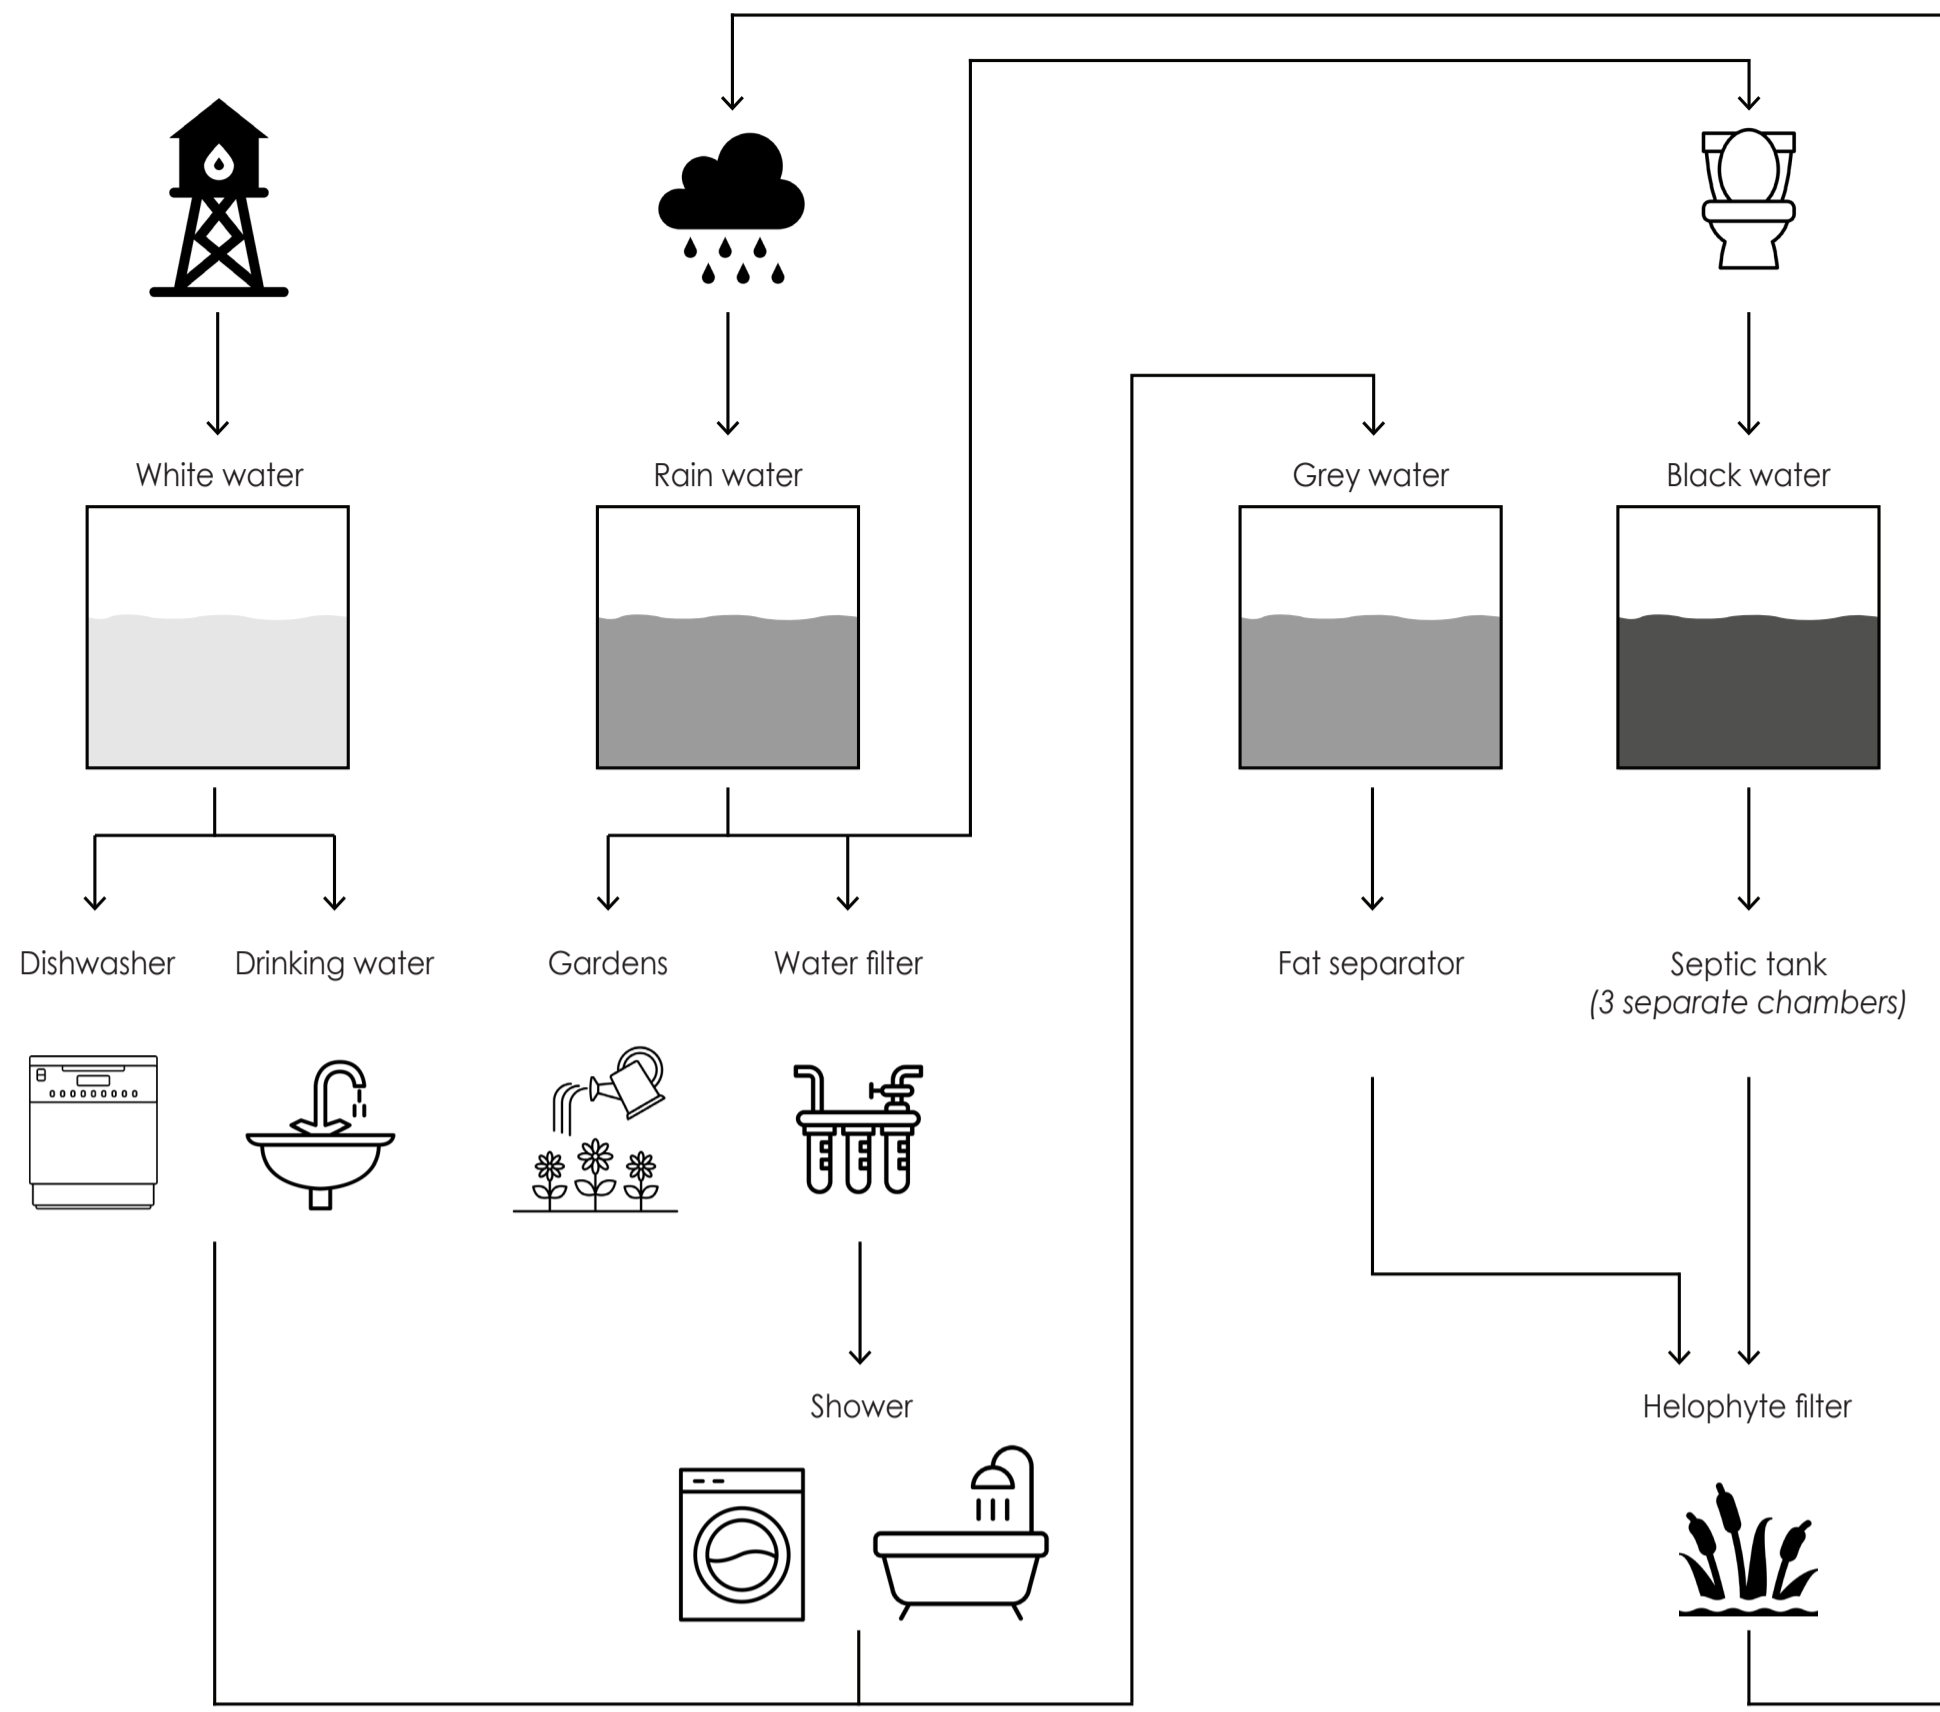 White water
Rain water
Grey water
Black water
Dishwasher
Drinking water
Gardens
Water filter
Fat separator
Septic tank
(3 separate chambers)
Shower
Helophyte filter